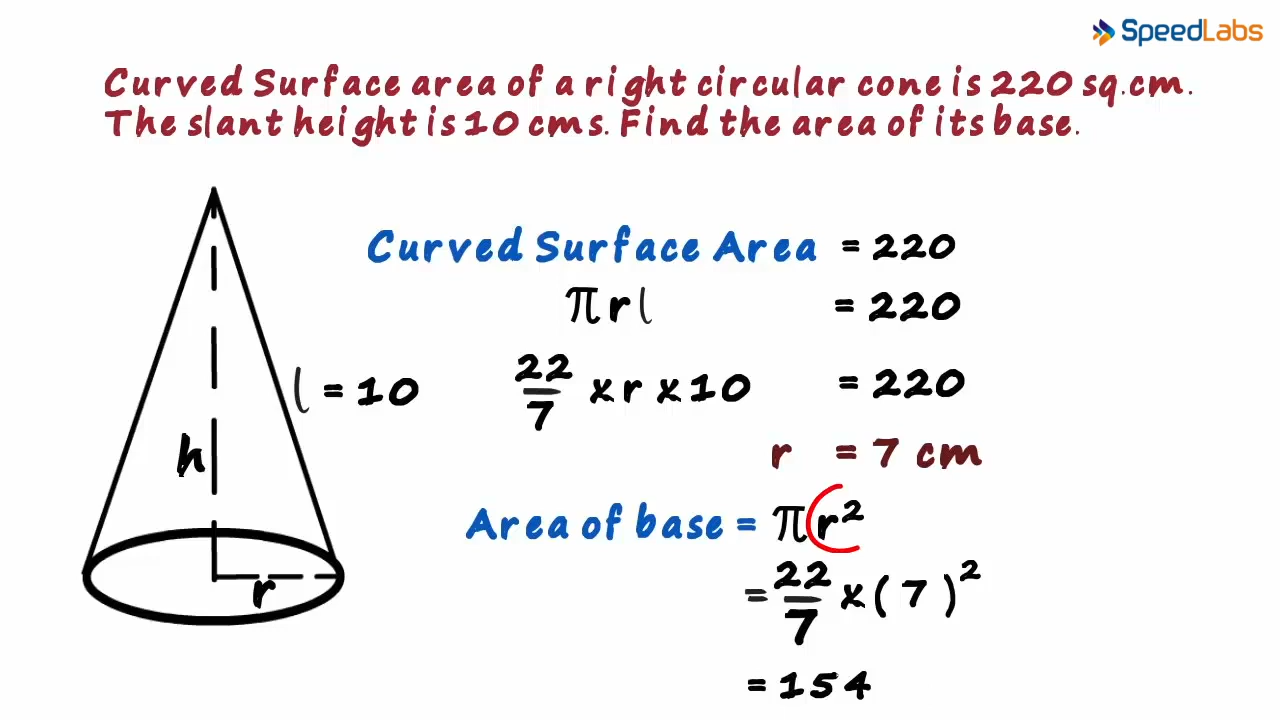 SpeedLabs
Curved Surface area of a right circular cone is 220 sq.cm.
The slant height is 10 cms. Find the area of its base.
Curved Surface Area = 220
πrl = 220
l = 10
22/7 x r x 10 = 220
h
r = 7 cm
Area of base = πr²
r
= 22/7 x ( 7 )²
= 154